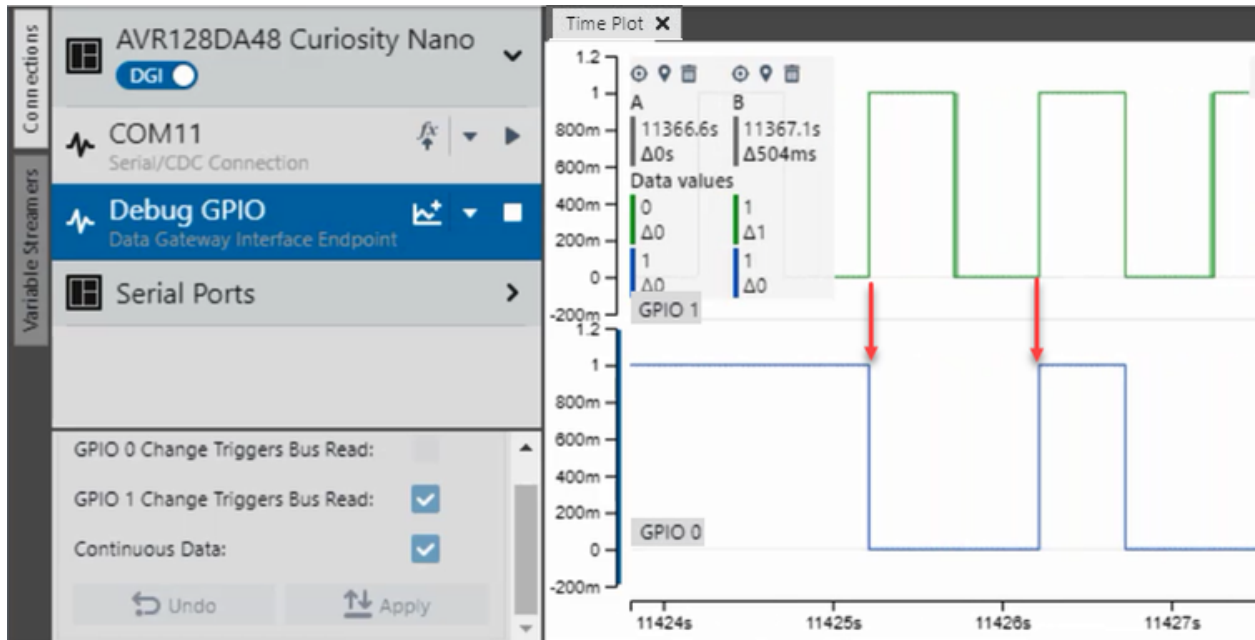 Connections
Variable Streamers
AVR128DA48 Curiosity Nano
DGI
COM11
Serial/CDC Connection
fx
Debug GPIO
Data Gateway Interface Endpoint
Serial Ports
GPIO 0 Change Triggers Bus Read:
GPIO 1 Change Triggers Bus Read:
Continuous Data:
Undo
Apply
Time Plot
1.2
1
800m
600m
400m
200m
0
-200m
A
B
11366.6s
11367.1s
Δ0s
Δ504ms
Data values
0
1
Δ0
Δ1
1
1
Δ0
Δ0
GPIO 1
1.2
1
800m
600m
400m
200m
0
-200m
GPIO 0
11424s
11425s
11426s
11427s